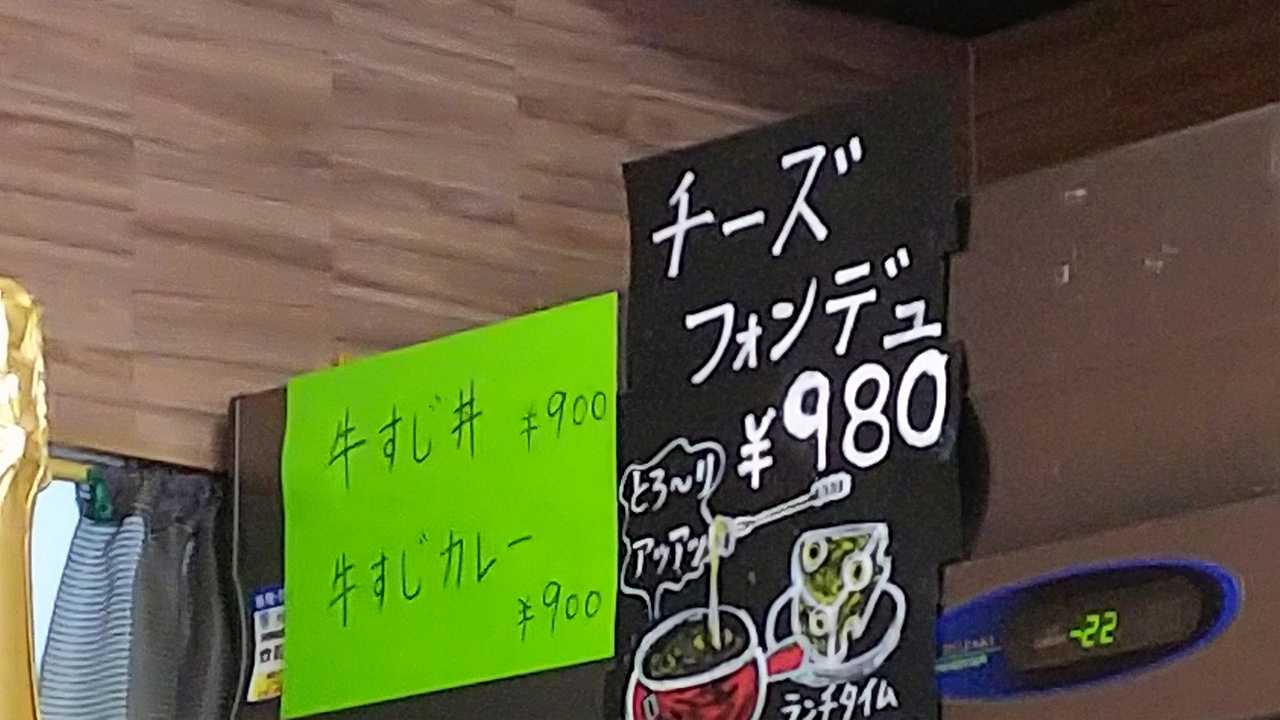 チーズ
フォンデュ
¥980
とろ〜り
アツアツ
ランチタイム
牛すじ丼 ¥900
牛すじカレー
¥900
-22